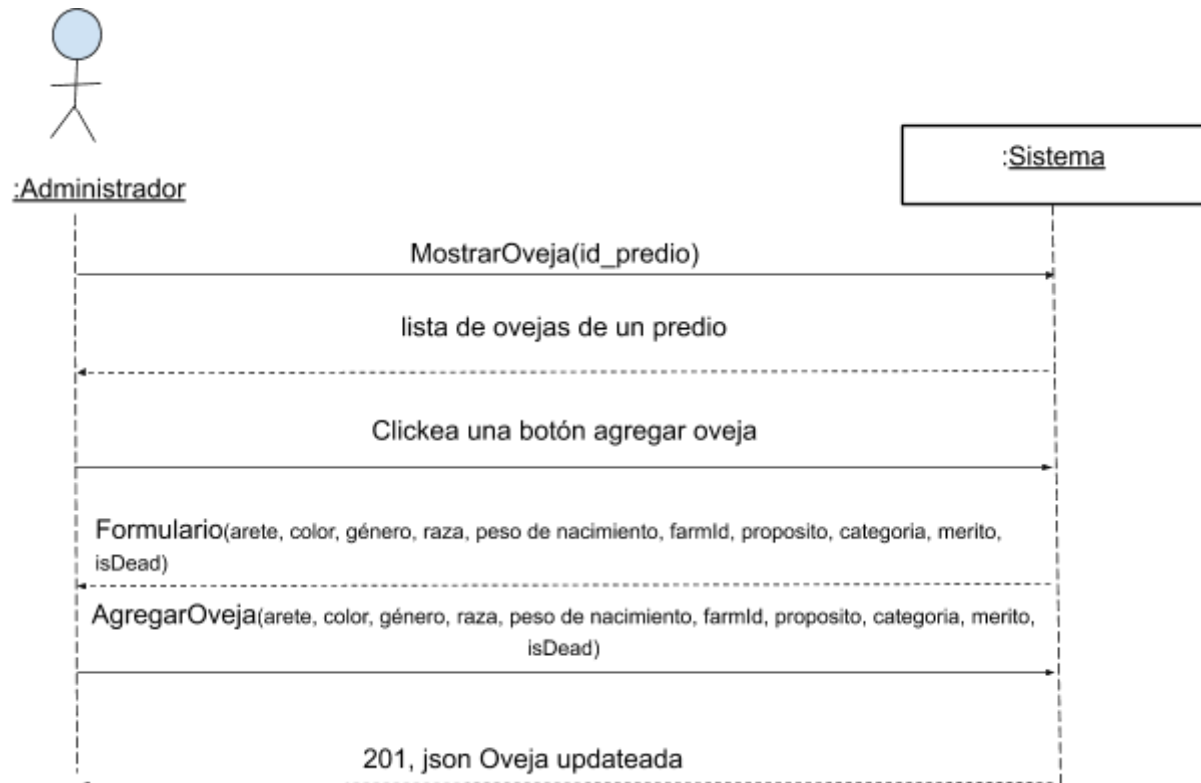 :Administrador
:Sistema
MostrarOveja(id_predio)
lista de ovejas de un predio
Clickea una botón agregar oveja
Formulario(arete, color, género, raza, peso de nacimiento, farmId, proposito, categoria, merito,
isDead)
AgregarOveja(arete, color, género, raza, peso de nacimiento, farmId, proposito, categoria, merito,
isDead)
201, json Oveja updateada